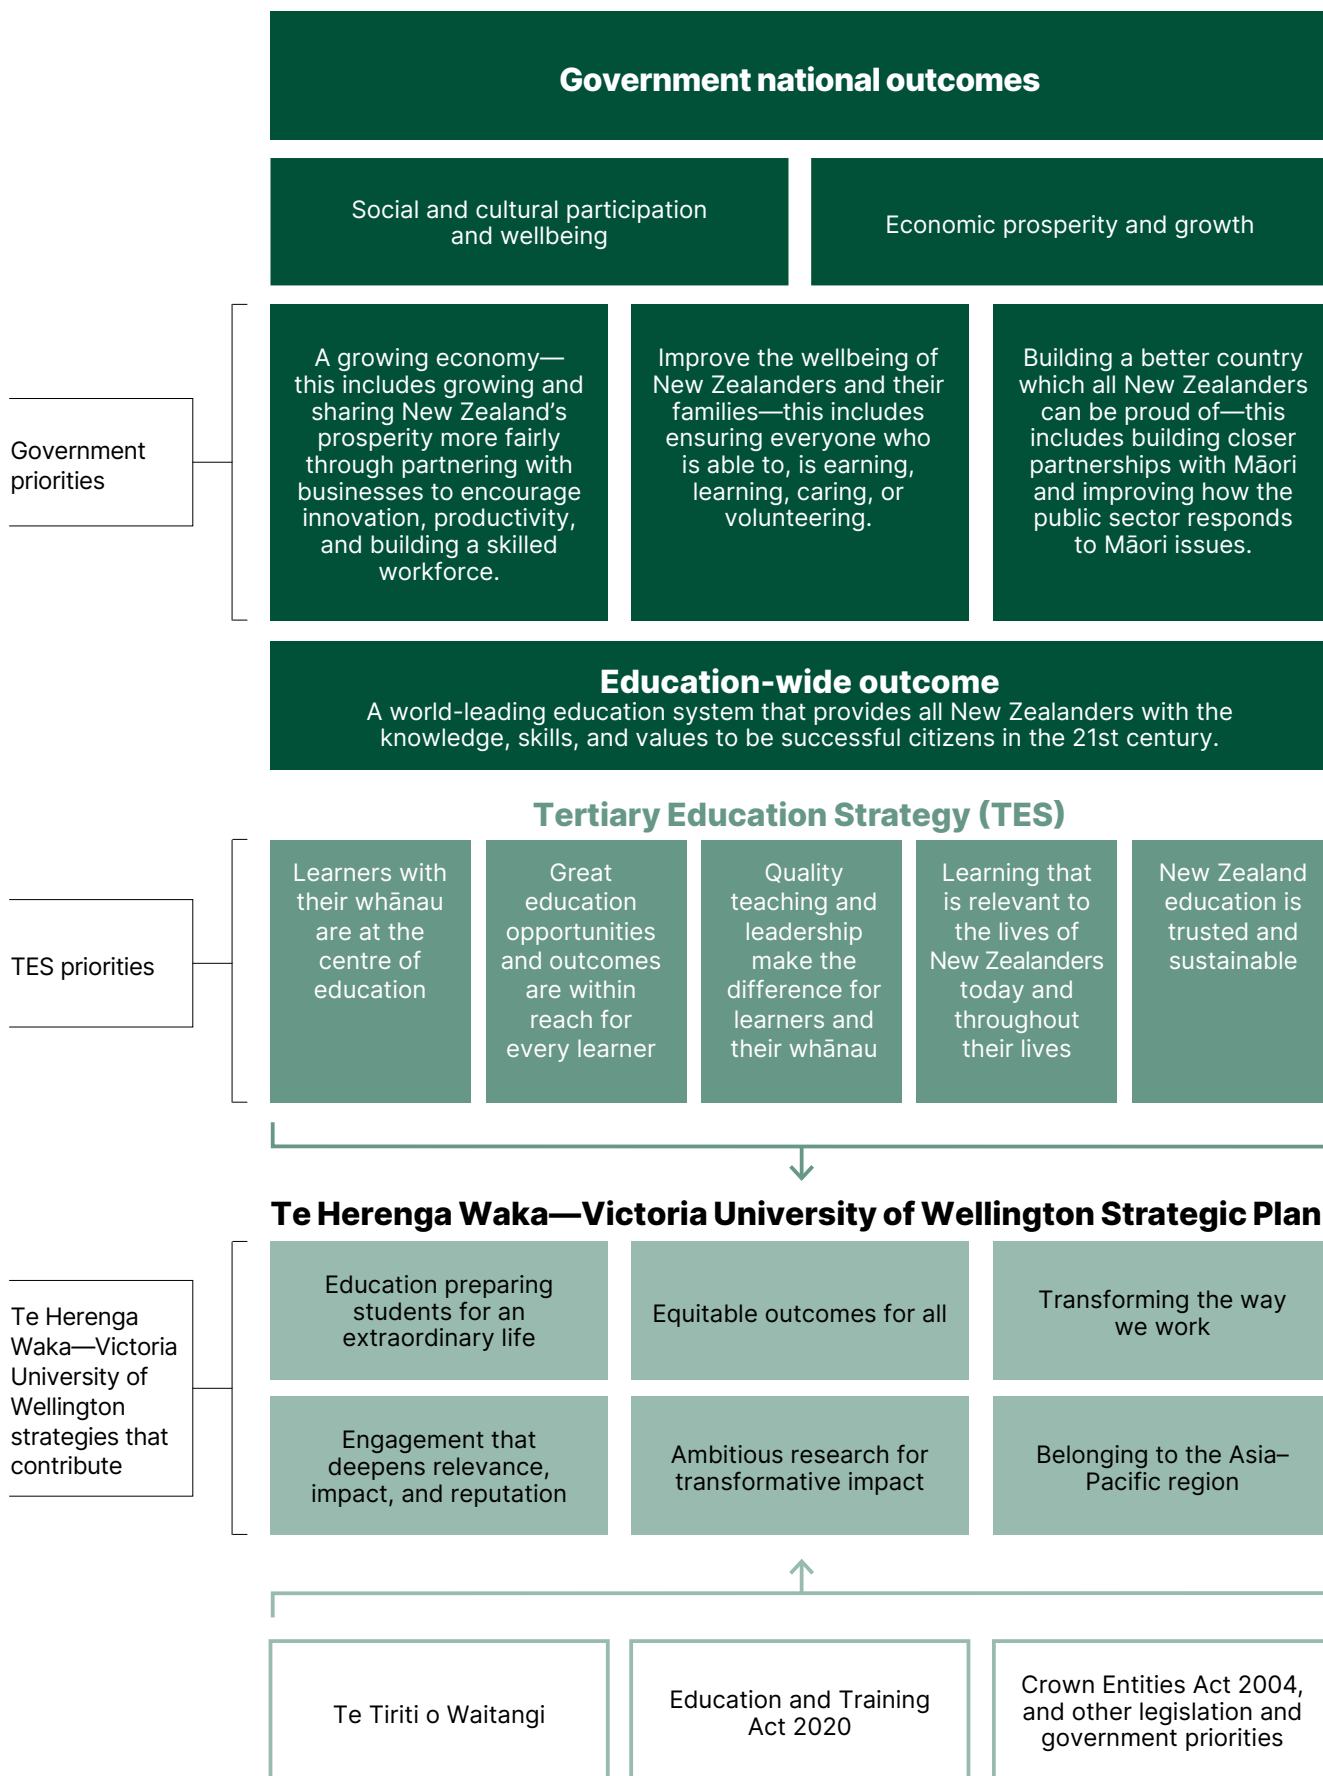 Government national outcomes
Social and cultural participation
and wellbeing
Economic prosperity and growth
Government
priorities
A growing economy—
this includes growing and
sharing New Zealand’s
prosperity more fairly
through partnering with
businesses to encourage
innovation, productivity,
and building a skilled
workforce.
Improve the wellbeing of
New Zealanders and their
families—this includes
ensuring everyone who
is able to, is earning,
learning, caring, or
volunteering.
Building a better country
which all New Zealanders
can be proud of—this
includes building closer
partnerships with Māori
and improving how the
public sector responds
to Māori issues.
Education-wide outcome
A world-leading education system that provides all New Zealanders with the
knowledge, skills, and values to be successful citizens in the 21st century.
Tertiary Education Strategy (TES)
TES priorities
Learners with
their whānau
are at the
centre of
education
Great
education
opportunities
and outcomes
are within
reach for
every learner
Quality
teaching and
leadership
make the
difference for
learners and
their whānau
Learning that
is relevant to
the lives of
New Zealanders
today and
throughout
their lives
New Zealand
education is
trusted and
sustainable
Te Herenga Waka—Victoria University of Wellington Strategic Plan
Te Herenga
Waka—Victoria
University of
Wellington
strategies that
contribute
Education preparing
students for an
extraordinary life
Equitable outcomes for all
Transforming the way
we work
Engagement that
deepens relevance,
impact, and reputation
Ambitious research for
transformative impact
Belonging to the Asia–
Pacific region
Te Tiriti o Waitangi
Education and Training
Act 2020
Crown Entities Act 2004,
and other legislation and
government priorities